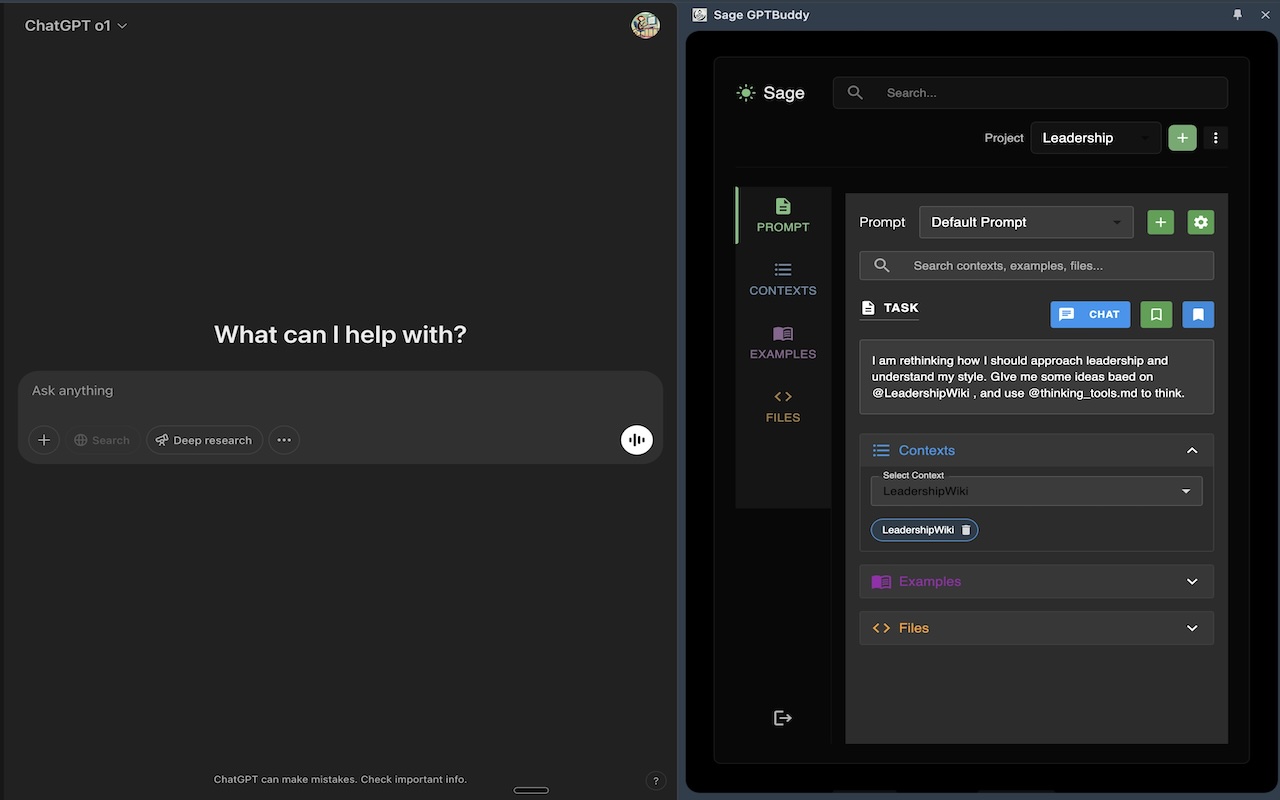 ChatGPT o1
What can I help with?
Ask anything
Search
Deep research
ChatGPT can make mistakes. Check important info.
?
Sage GPTBuddy
Sage
Search...
Project
Leadership
PROMPT
CONTEXTS
EXAMPLES
FILES
Prompt
Default Prompt
Search contexts, examples, files...
TASK
CHAT
I am rethinking how I should approach leadership and
understand my style. GIve me some ideas baed on
@LeadershipWiki , and use @thinking_tools.md to think.
Contexts
Select Context
LeadershipWiki
LeadershipWiki
Examples
Files